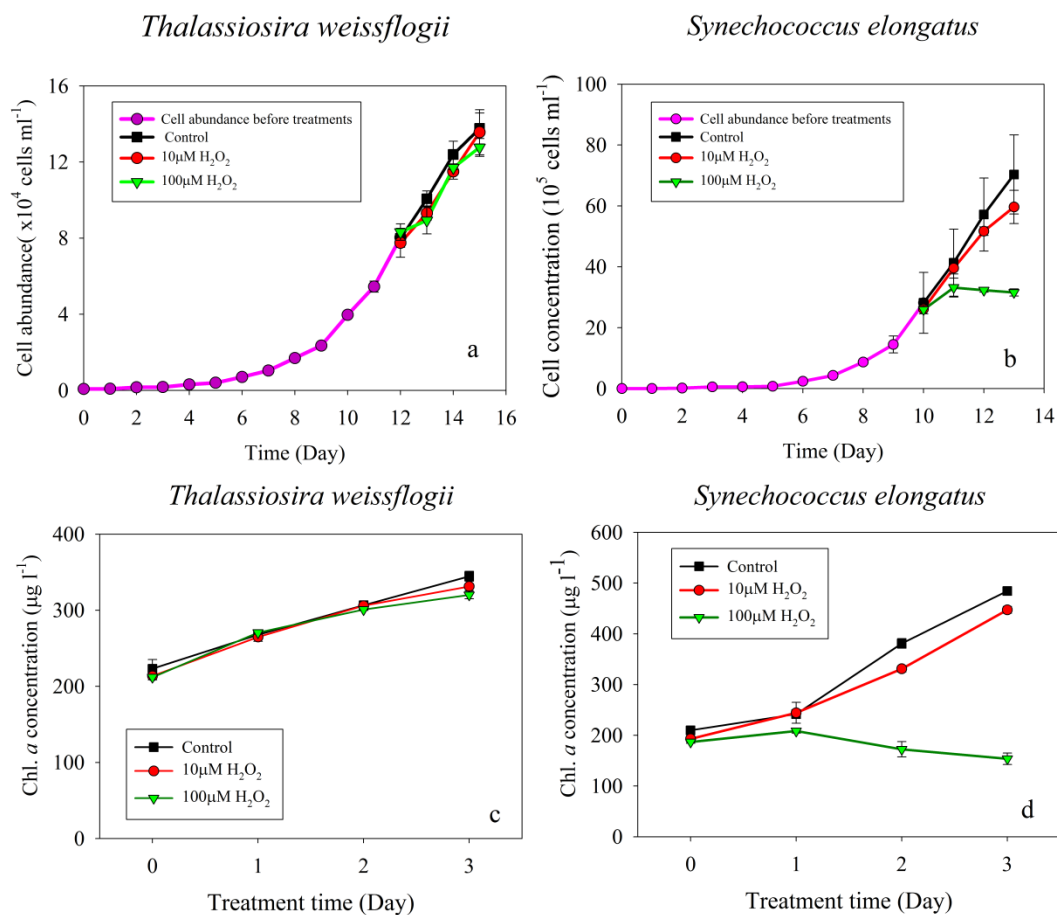 Thalassiosira weissflogii
Synechococcus elongatus
16
12
8
4
0
Cell abundance( x10⁴ cells ml⁻¹)
Cell abundance before treatments
Control
10µM H₂O₂
100µM H₂O₂
a
0 2 4 6 8 10 12 14 16
Time (Day)
100
80
60
40
20
0
Cell concentration (10⁵ cells ml⁻¹)
Cell abundance before treatments
Control
10µM H₂O₂
100µM H₂O₂
b
0 2 4 6 8 10 12 14
Time (Day)
Thalassiosira weissflogii
Synechococcus elongatus
400
300
200
100
0
Chl. a concentration (µg l⁻¹)
Control
10µM H₂O₂
100µM H₂O₂
c
0 1 2 3
Treatment time (Day)
600
500
400
300
200
100
0
Chl. a concentration (µg l⁻¹)
Control
10µM H₂O₂
100µM H₂O₂
d
0 1 2 3
Treatment time (Day)